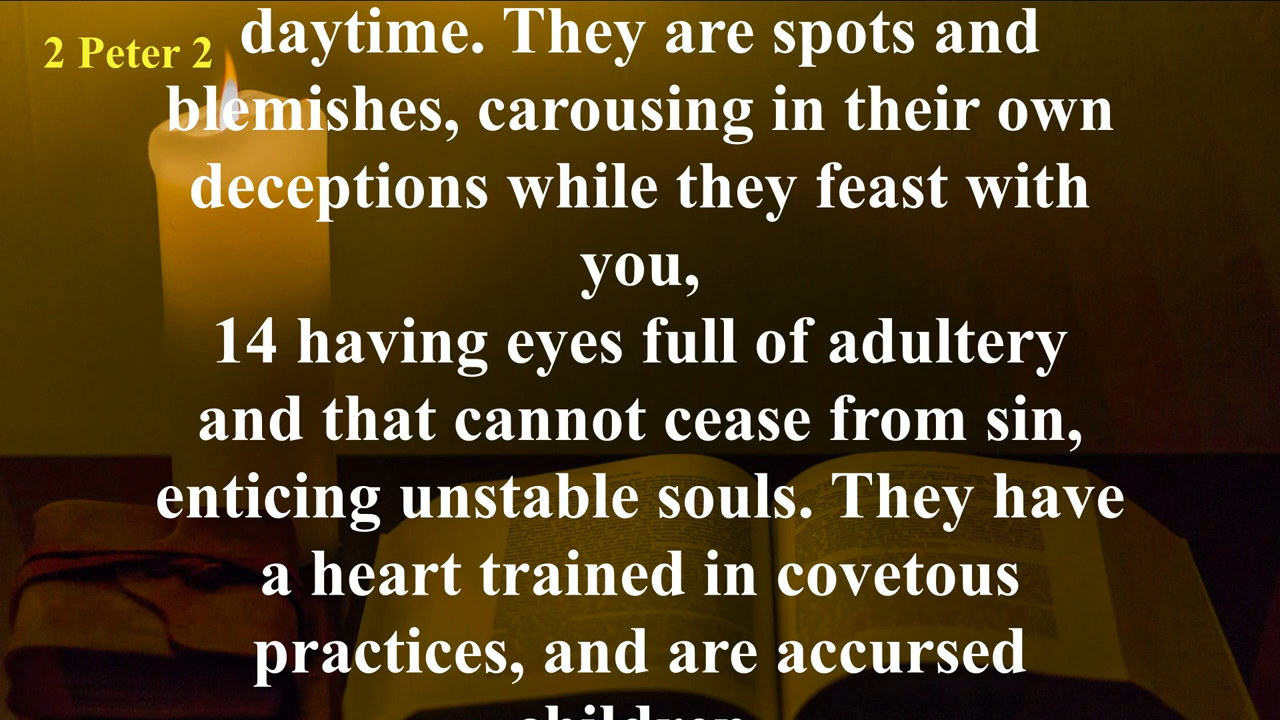 2 Peter 2
daytime. They are spots and
blemishes, carousing in their own
deceptions while they feast with
you,
14 having eyes full of adultery
and that cannot cease from sin,
enticing unstable souls. They have
a heart trained in covetous
practices, and are accursed
children.